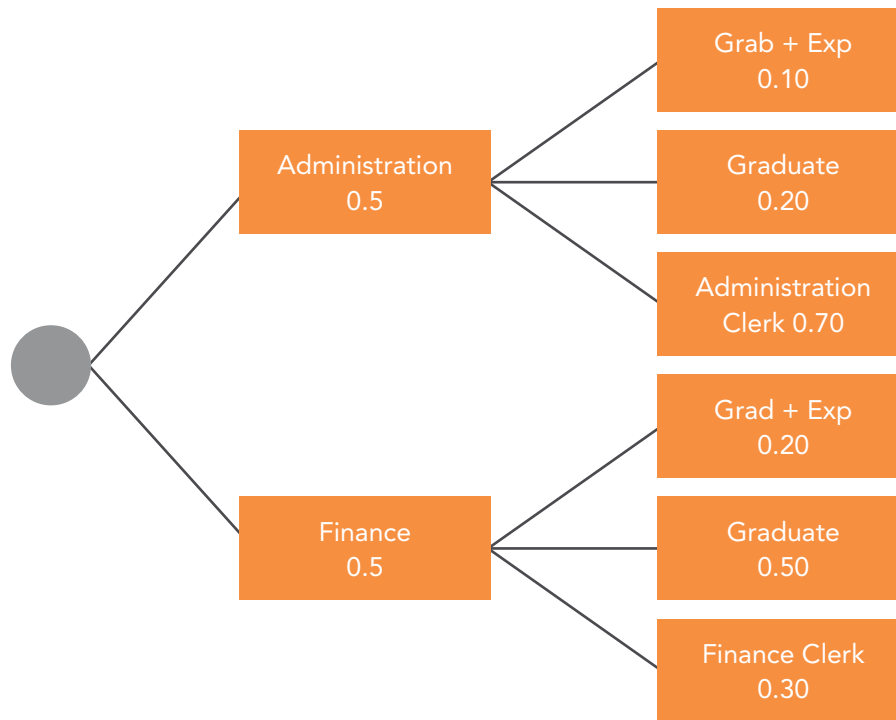 Grab + Exp
0.10
Administration
0.5
Graduate
0.20
Administration
Clerk 0.70
Grad + Exp
0.20
Finance
0.5
Graduate
0.50
Finance Clerk
0.30